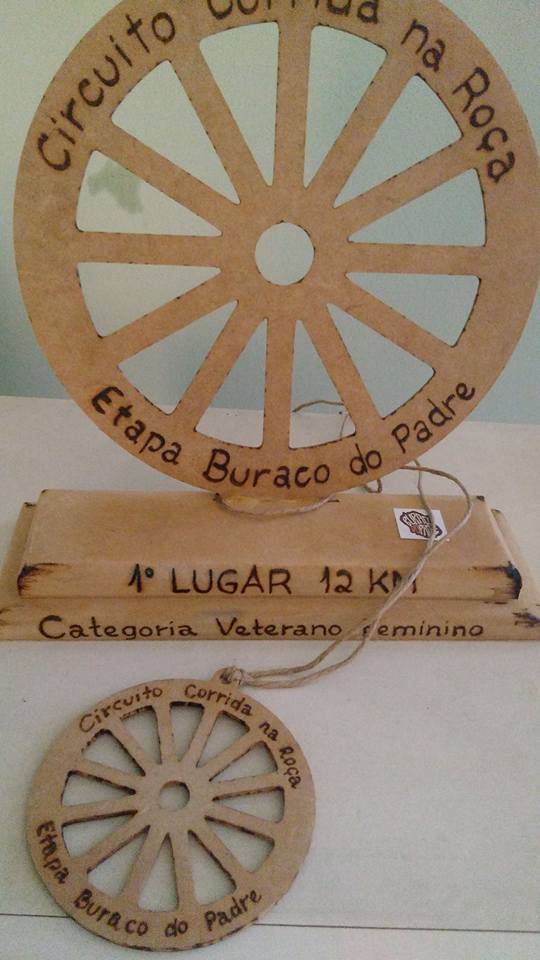 Circuito Corrida na Roça
Etapa Buraco do Padre
1º LUGAR 12 KM
Categoria Veterano Feminino
Circuito Corrida na Roça
Etapa Buraco do Padre